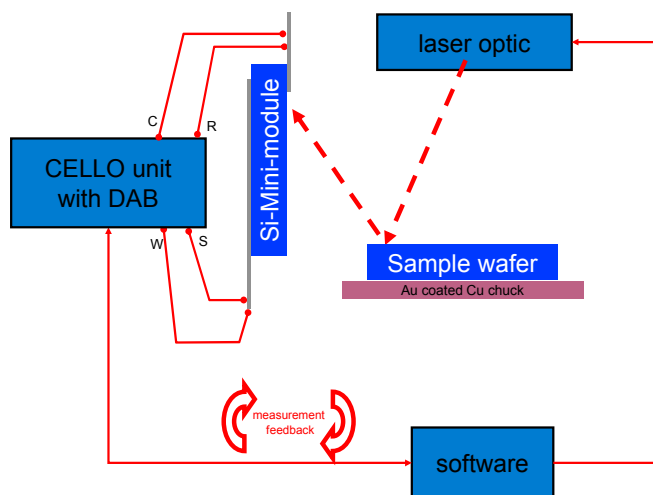 laser optic
C
R
Si-Mini-module
CELLO unit
with DAB
W
S
Sample wafer
Au coated Cu chuck
measurement
feedback
software